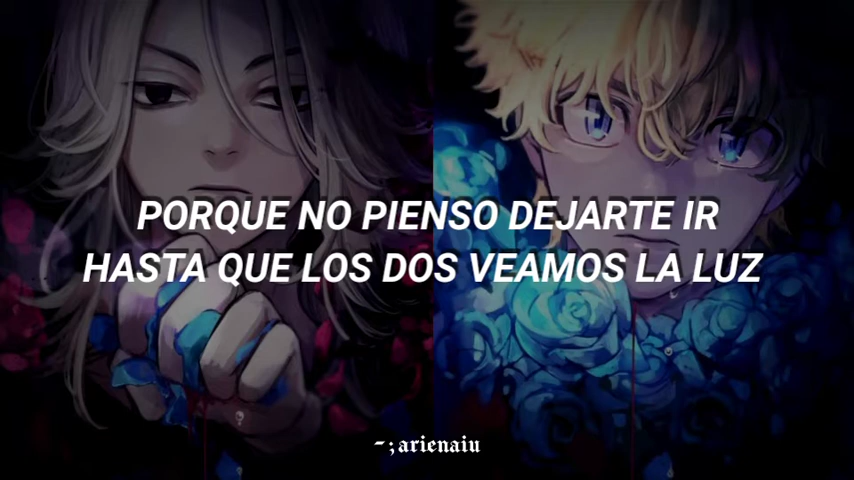 PORQUE NO PIENSO DEJARTE IR
HASTA QUE LOS DOS VEAMOS LA LUZ
~;arienaiu